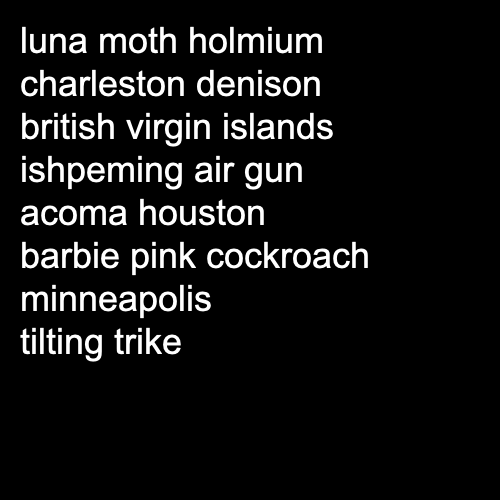 luna moth holmium
charleston denison
british virgin islands
ishpeming air gun
acoma houston
barbie pink cockroach
minneapolis
tilting trike